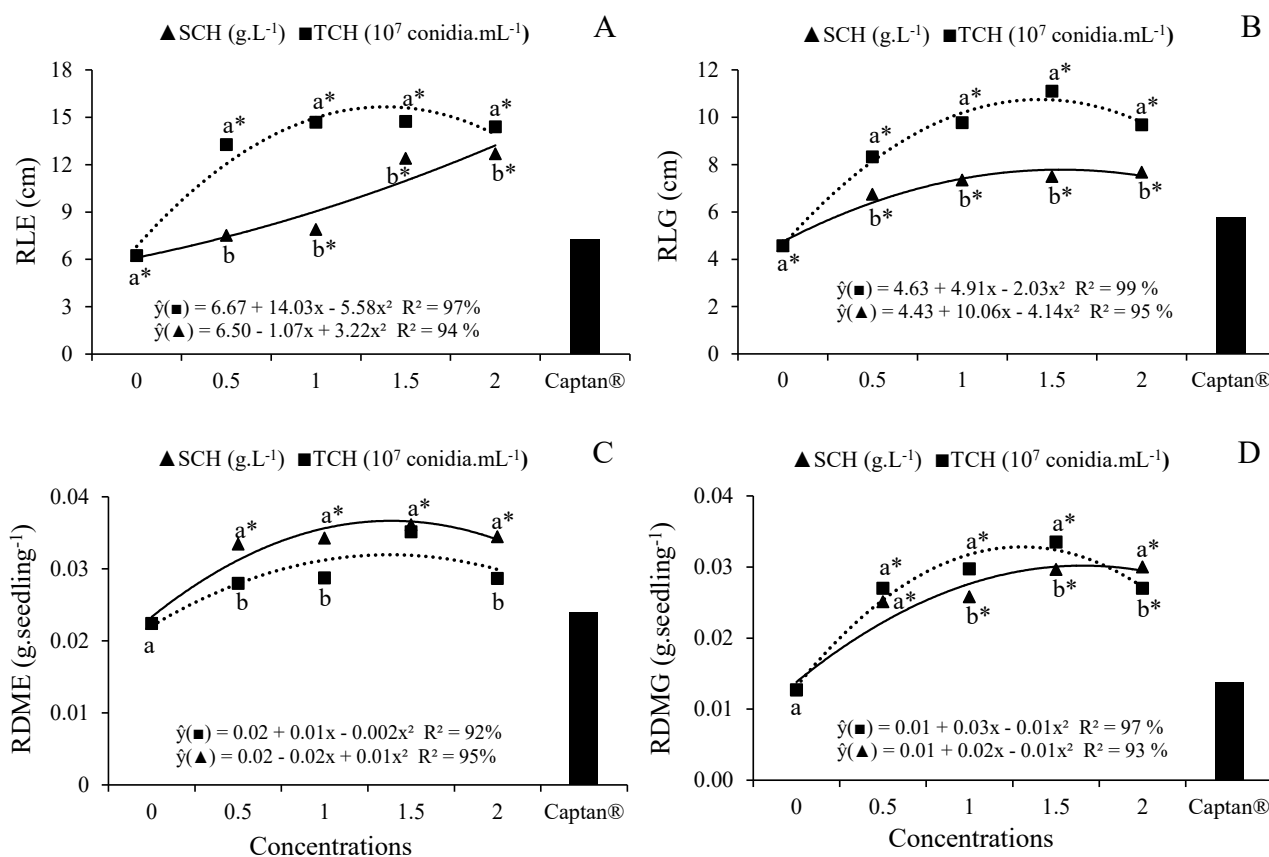 ▲SCH (g.L⁻¹) ■TCH (10⁷ conidia.mL⁻¹)
A
18
15
12
9
6
3
0
RLE (cm)
a*
a*
a*
a*
a*
b
b*
b*
b*
ŷ(■) = 6.67 + 14.03x - 5.58x² R² = 97%
ŷ(▲) = 6.50 - 1.07x + 3.22x² R² = 94 %
0 0.5 1 1.5 2 Captan®
▲SCH (g.L⁻¹) ■TCH (10⁷ conidia.mL⁻¹)
B
12
10
8
6
4
2
0
RLG (cm)
a*
a*
a*
a*
a*
b*
b*
b*
b*
ŷ(■) = 4.63 + 4.91x - 2.03x² R² = 99 %
ŷ(▲) = 4.43 + 10.06x - 4.14x² R² = 95 %
0 0.5 1 1.5 2 Captan®
▲SCH (g.L⁻¹) ■TCH (10⁷ conidia.mL⁻¹)
C
0.04
0.03
0.02
0.01
0
RDME (g.seedling⁻¹)
a
a*
a*
a*
a*
b
b
b
ŷ(■) = 0.02 + 0.01x - 0.002x² R² = 92%
ŷ(▲) = 0.02 - 0.02x + 0.01x² R² = 95%
0 0.5 1 1.5 2 Captan®
Concentrations
▲SCH (g.L⁻¹) ■TCH (10⁷ conidia.mL⁻¹)
D
0.04
0.03
0.02
0.01
0.00
RDMG (g.seedling⁻¹)
a
a*
a*
a*
a*
a*
b*
b*
b*
ŷ(■) = 0.01 + 0.03x - 0.01x² R² = 97 %
ŷ(▲) = 0.01 + 0.02x - 0.01x² R² = 93 %
0 0.5 1 1.5 2 Captan®
Concentrations